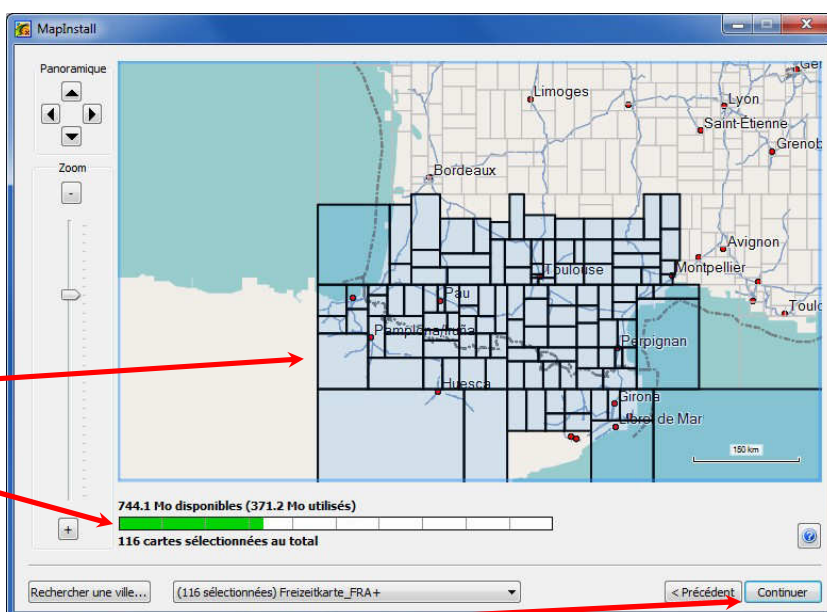 MapInstall
Panoramique
Zoom
-
+
Limoges
Lyon
Saint-Étienne
Grenob
Ger
Bordeaux
Avignon
Toulouse
Montpellier
Toulo
Pau
Pamplona/Iruña
Perpignan
Huesca
Girona
Lloret de Mar
150 km
744.1 Mo disponibles (371.2 Mo utilisés)
116 cartes sélectionnées au total
?
Rechercher une ville...
(116 sélectionnées) Freizeitkarte_FRA+
< Précédent
Continuer